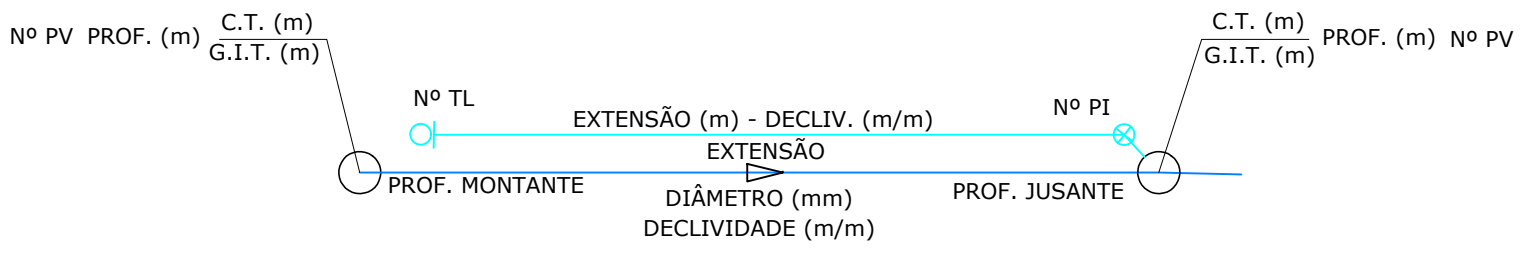 Nº PV PROF. (m) C.T. (m)
G.I.T. (m)
C.T. (m)
G.I.T. (m) PROF. (m) Nº PV
Nº TL
Nº PI
EXTENSÃO (m) - DECLIV. (m/m)
EXTENSÃO
PROF. MONTANTE
PROF. JUSANTE
DIÂMETRO (mm)
DECLIVIDADE (m/m)